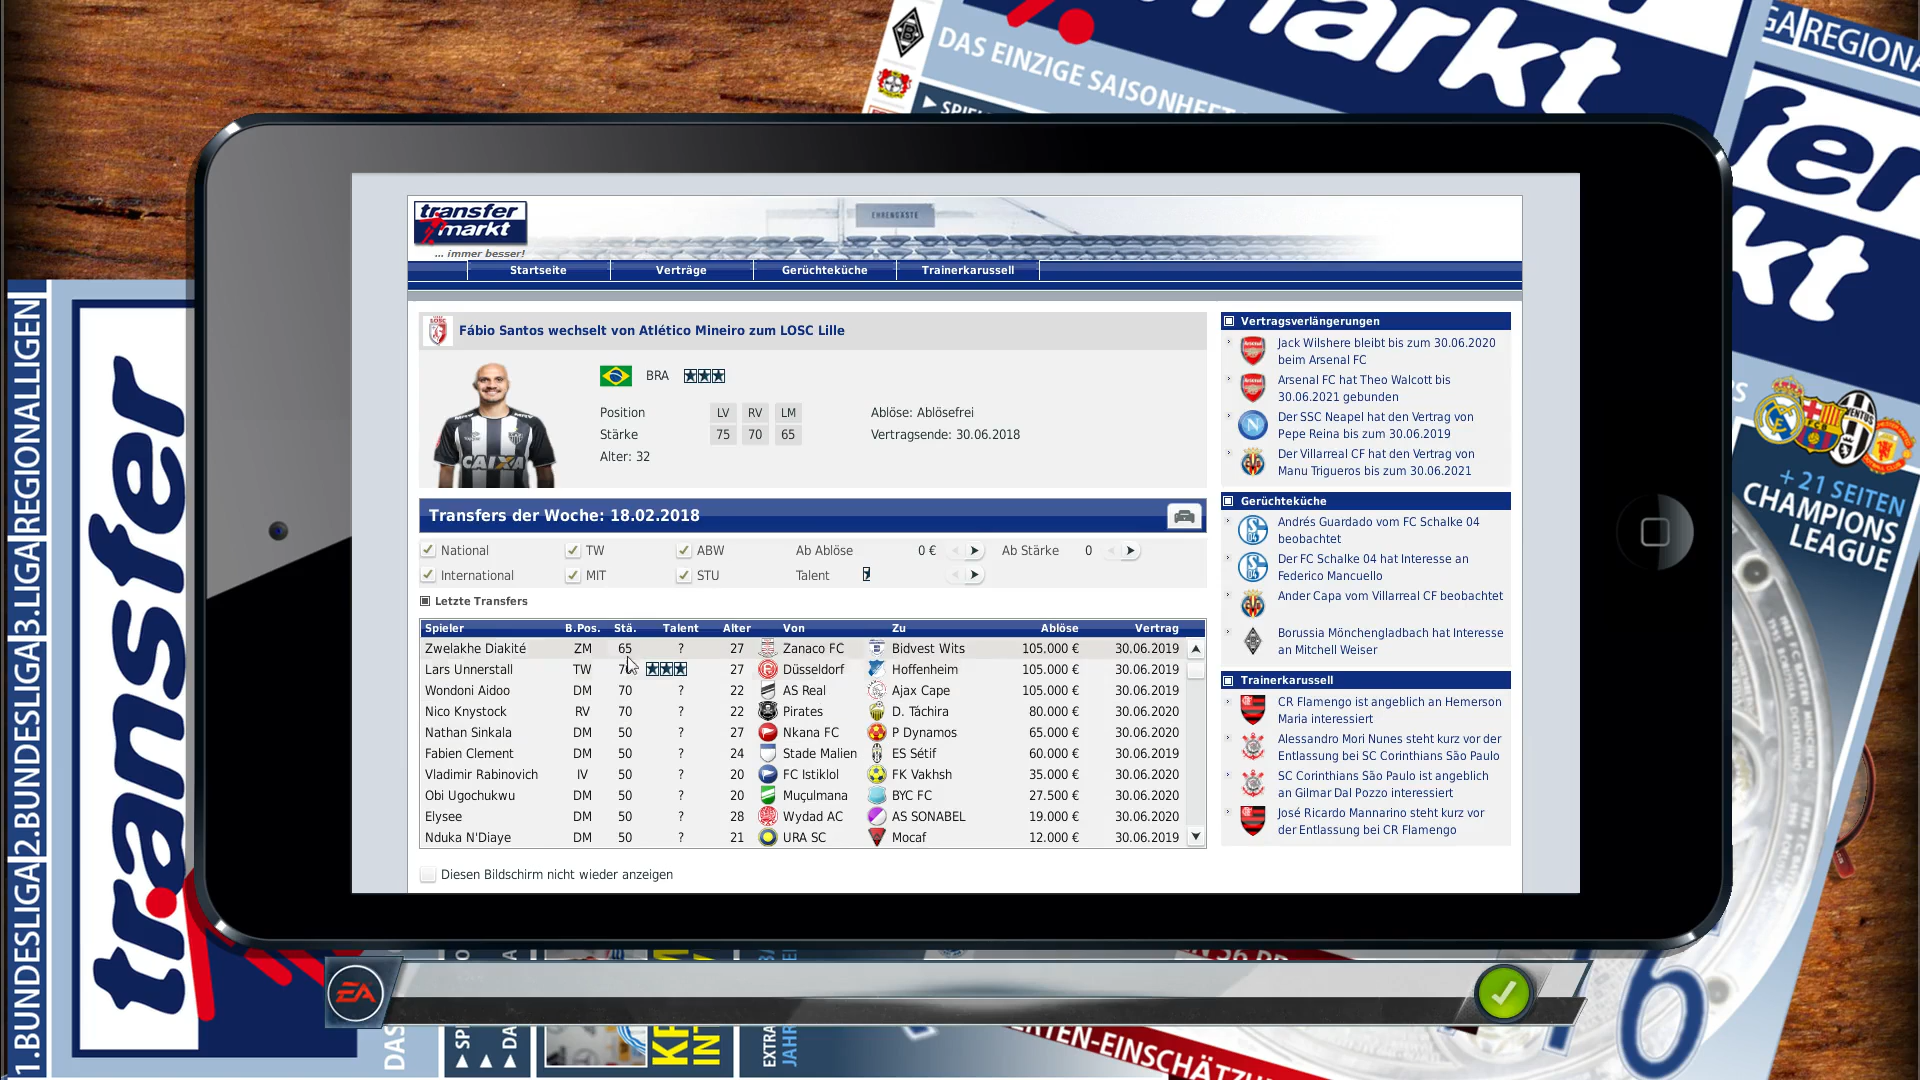 markt
DAS EINZIGE SAISONHEFT
GA|REGION
fer
kt
+ 21 SEITEN
CHAMPIONS
LEAGUE
1.BUNDESLIGA|2.BUNDESLIGA|3.LIGA|REGIONALLIGEN
transfer
transfer
markt
... immer besser!
EHRENGÄSTE
Startseite
Verträge
Gerüchteküche
Trainerkarussell
LOSC
Fábio Santos wechselt von Atlético Mineiro zum LOSC Lille
BRA
Position LV RV LM
Stärke 75 70 65
Alter: 32
Ablöse: Ablösefrei
Vertragsende: 30.06.2018
CAIXA
Transfers der Woche: 18.02.2018
National TW ABW Ab Ablöse 0 € Ab Stärke 0
International MIT STU Talent
Letzte Transfers
Spieler B.Pos. Stä. Talent Alter Von Zu Ablöse Vertrag
Zwelakhe Diakité ZM 65 ? 27 Zanaco FC Bidvest Wits 105.000 € 30.06.2019
Lars Unnerstall TW 27 Düsseldorf Hoffenheim 105.000 € 30.06.2019
Wondoni Aidoo DM 70 ? 22 AS Real Ajax Cape 105.000 € 30.06.2019
Nico Knystock RV 70 ? 22 Pirates D. Táchira 80.000 € 30.06.2020
Nathan Sinkala DM 50 ? 27 Nkana FC P Dynamos 65.000 € 30.06.2020
Fabien Clement DM 50 ? 24 Stade Malien ES Sétif 60.000 € 30.06.2019
Vladimir Rabinovich IV 50 ? 20 FC Istiklol FK Vakhsh 35.000 € 30.06.2020
Obi Ugochukwu DM 50 ? 20 Muçulmana BYC FC 27.500 € 30.06.2020
Elysee DM 50 ? 28 Wydad AC AS SONABEL 19.000 € 30.06.2020
Nduka N'Diaye DM 50 ? 21 URA SC Mocaf 12.000 € 30.06.2019
Diesen Bildschirm nicht wieder anzeigen
Vertragsverlängerungen
Jack Wilshere bleibt bis zum 30.06.2020
beim Arsenal FC
Arsenal FC hat Theo Walcott bis
30.06.2021 gebunden
Der SSC Neapel hat den Vertrag von
Pepe Reina bis zum 30.06.2019
Der Villarreal CF hat den Vertrag von
Manu Trigueros bis zum 30.06.2021
Gerüchteküche
Andrés Guardado vom FC Schalke 04
beobachtet
Der FC Schalke 04 hat Interesse an
Federico Mancuello
Ander Capa vom Villarreal CF beobachtet
Borussia Mönchengladbach hat Interesse
an Mitchell Weiser
Trainerkarussell
CR Flamengo ist angeblich an Hemerson
Maria interessiert
Alessandro Mori Nunes steht kurz vor der
Entlassung bei SC Corinthians São Paulo
SC Corinthians São Paulo ist angeblich
an Gilmar Dal Pozzo interessiert
José Ricardo Mannarino steht kurz vor
der Entlassung bei CR Flamengo
EA
DAS
EXTRA
JAHR
RTEN-EINSCHÄTZU
16